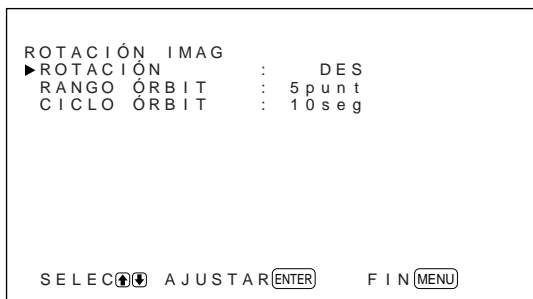 ROTACIÓN IMAG
▶ROTACIÓN : DES
RANGO ÓRBIT : 5punt
CICLO ÓRBIT : 10seg
SELEC⬆⬇ AJUSTAR ENTER FIN MENU